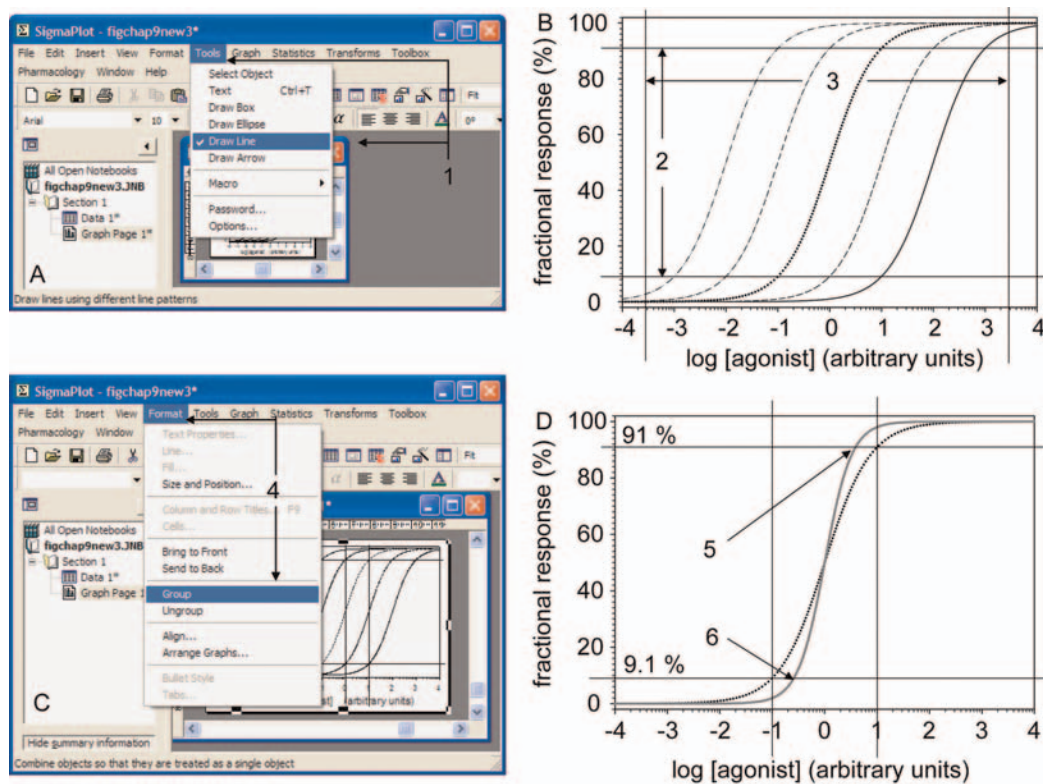 SigmaPlot - figchap9new3*
File Edit Insert View Format Tools Graph Statistics Transforms Toolbox
Pharmacology Window Help
Select Object
Text Ctrl+T
Draw Box
Draw Ellipse
Draw Line
Draw Arrow
Macro
Password...
Options...
Fit
Arial
10
α
A
0°
All Open Notebooks
figchap9new3.JNB
Section 1
Data 1*
Graph Page 1*
1
A
Draw lines using different line patterns
B
fractional response (%)
100
80
60
40
20
0
2
3
-4 -3 -2 -1 0 1 2 3 4
log [agonist] (arbitrary units)
SigmaPlot - figchap9new3*
File Edit Insert View Format Tools Graph Statistics Transforms Toolbox
Pharmacology Window
Text Properties...
Line...
Fill...
Size and Position...
Column and Row Titles... F9
Cells...
Bring to Front
Send to Back
Group
Ungroup
Align...
Arrange Graphs...
Bullet Style
Tabs...
Fit
α
A
4
All Open Notebooks
figchap9new3.JNB
Section 1
Data 1*
Graph Page 1
(arbitrary units)
C
Hide summary information
Combine objects so that they are treated as a single object
D
fractional response (%)
100
80
60
40
20
0
91 %
9.1 %
5
6
-4 -3 -2 -1 0 1 2 3 4
log [agonist] (arbitrary units)